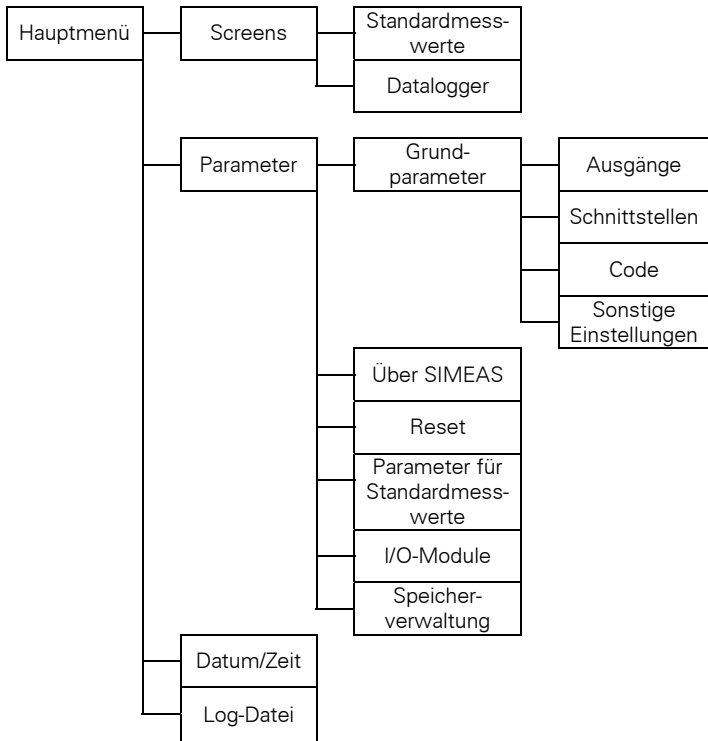 Hauptmenü
Screens
Standardmess-
werte
Datalogger
Parameter
Grund-
parameter
Ausgänge
Schnittstellen
Code
Sonstige
Einstellungen
Über SIMEAS
Reset
Parameter für
Standardmess-
werte
I/O-Module
Speicher-
verwaltung
Datum/Zeit
Log-Datei